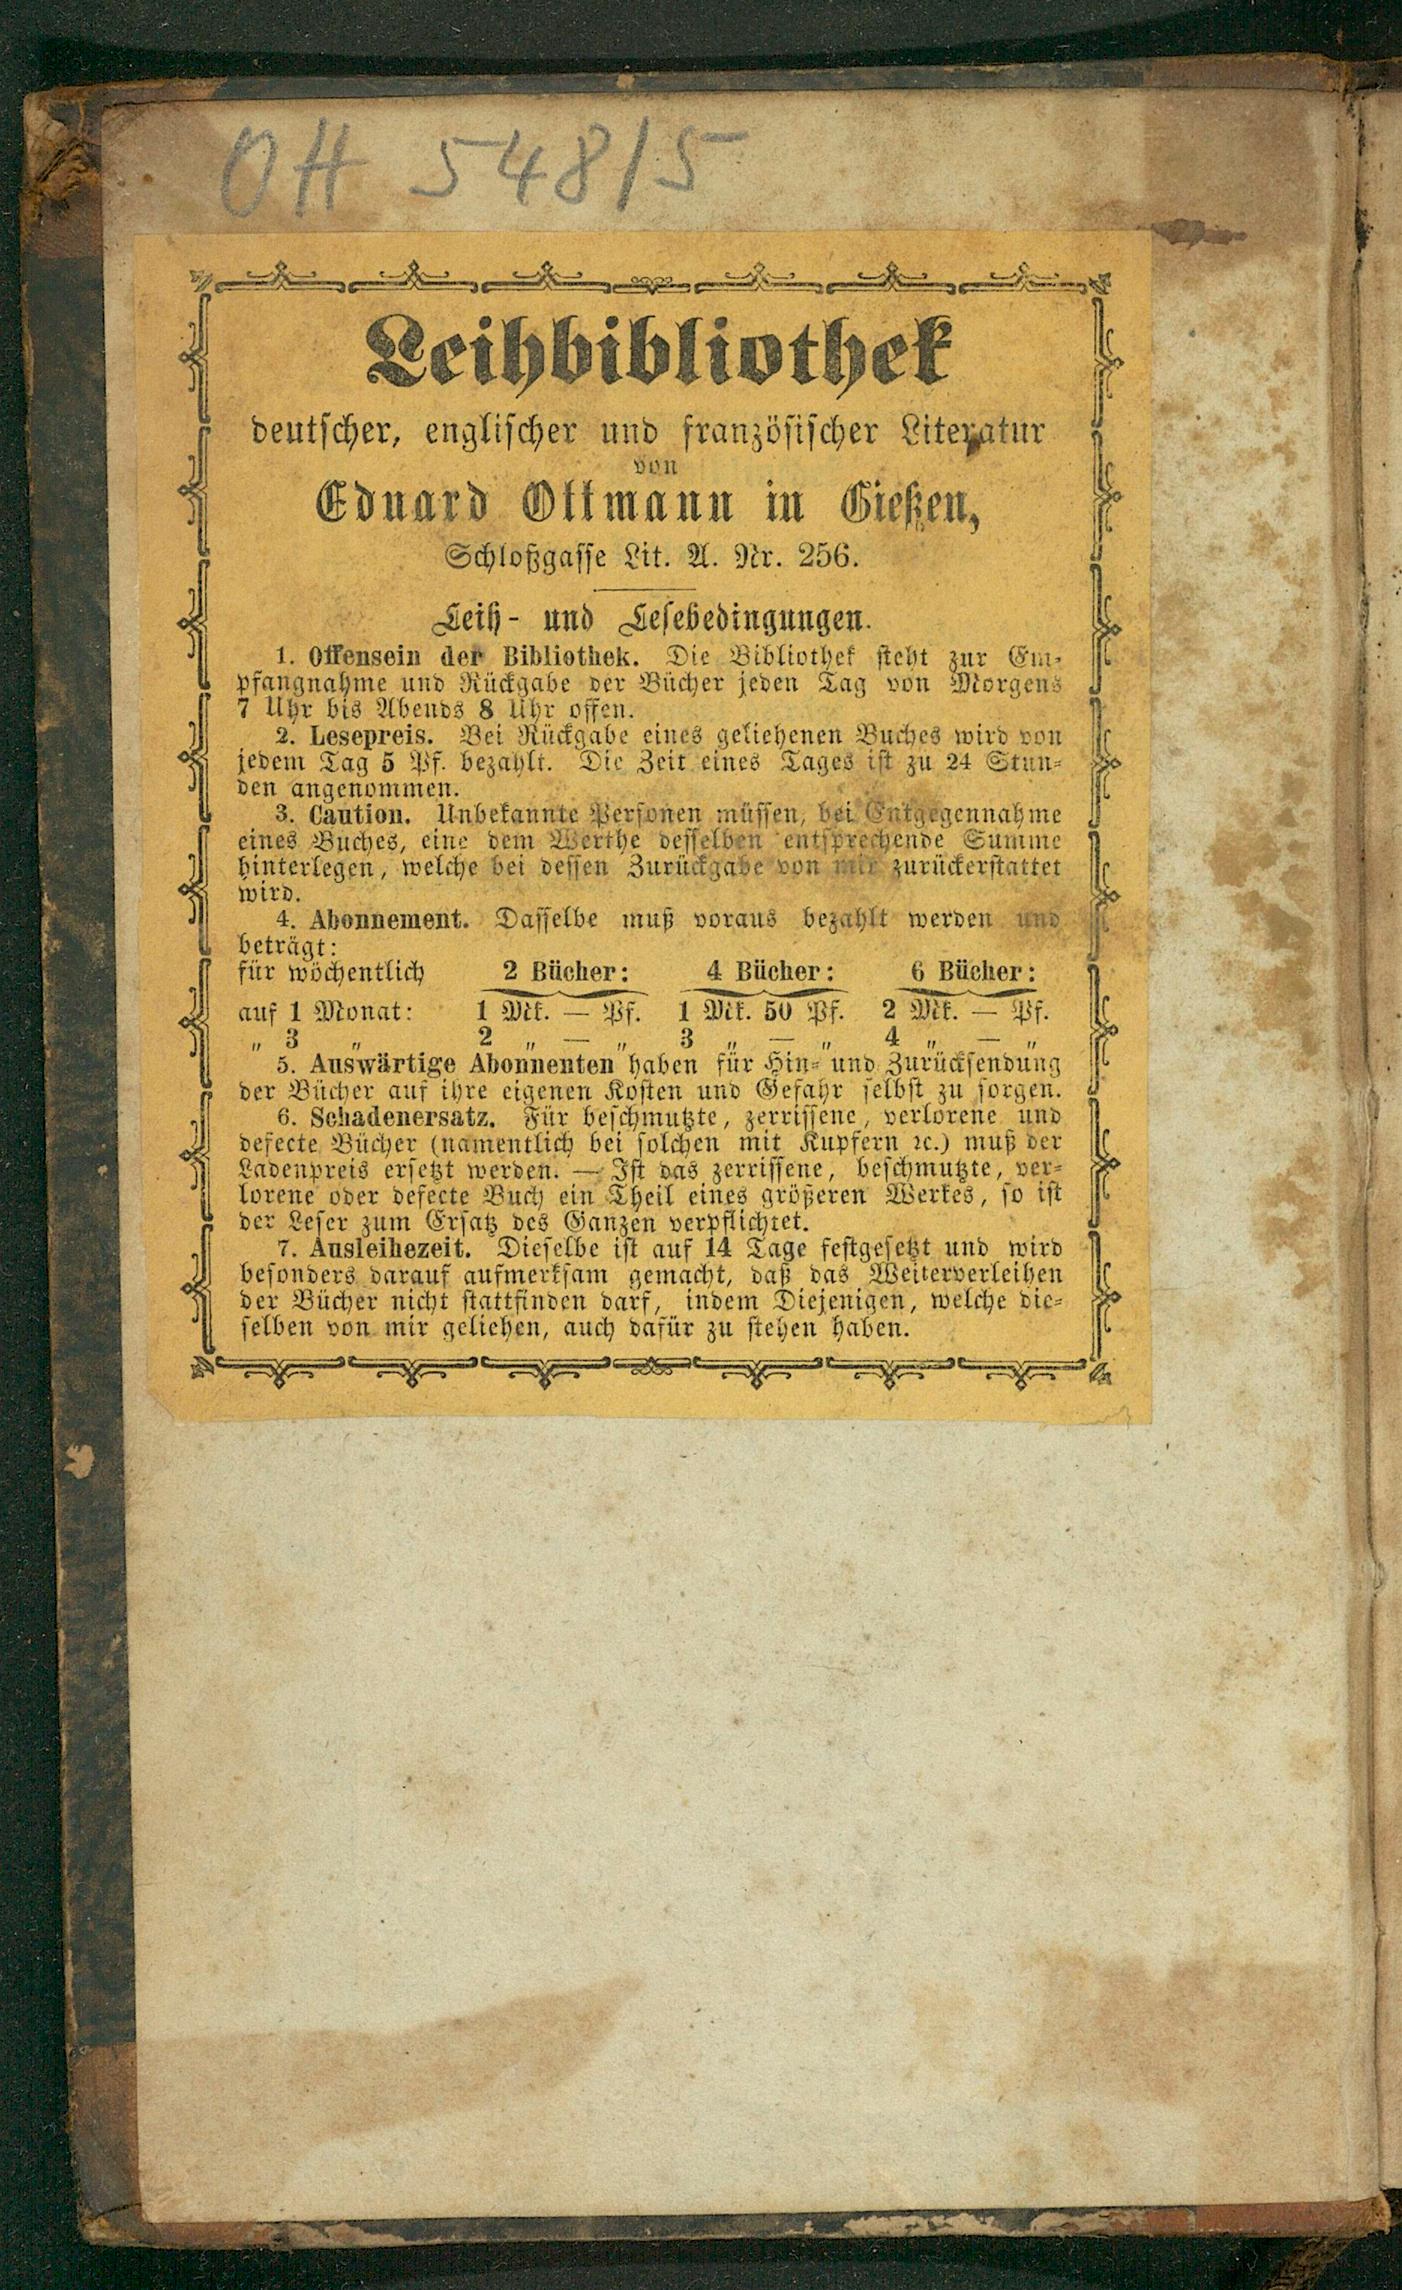 OH 548/5
Leihbibliothek
deutscher, englischer und französischer Literatur
von
Eduard Ottmann in Gießen,
Schloßgasse Lit. A. Nr. 256.
Leih- und Lesebedingungen.
1. Offensein der Bibliothek. Die Bibliothek steht zur Em-
pfangnahme und Rückgabe der Bücher jeden Tag von Morgens
7 Uhr bis Abends 8 Uhr offen.
2. Lesepreis. Bei Rückgabe eines geliehenen Buches wird von
jedem Tag 5 Pf. bezahlt. Die Zeit eines Tages ist zu 24 Stun-
den angenommen.
3. Caution. Unbekannte Personen müssen, bei Entgegennahme
eines Buches, eine dem Werthe desselben entsprechende Summe
hinterlegen, welche bei dessen Zurückgabe von mir zurückerstattet
wird.
4. Abonnement. Dasselbe muß voraus bezahlt werden und
beträgt:
für wöchentlich 2 Bücher: 4 Bücher: 6 Bücher:
auf 1 Monat: 1 Mk. — Pf. 1 Mk. 50 Pf. 2 Mk. — Pf.
„ 3 „ 2 „ — „ 3 „ — „ 4 „ — „
5. Auswärtige Abonnenten haben für Hin- und Zurücksendung
der Bücher auf ihre eigenen Kosten und Gefahr selbst zu sorgen.
6. Schadenersatz. Für beschmutzte, zerrissene, verlorene und
defecte Bücher (namentlich bei solchen mit Kupfern ꝛc.) muß der
Ladenpreis ersetzt werden. — Ist das zerrissene, beschmutzte, ver-
lorene oder defecte Buch ein Theil eines größeren Werkes, so ist
der Leser zum Ersatz des Ganzen verpflichtet.
7. Ausleihezeit. Dieselbe ist auf 14 Tage festgesetzt und wird
besonders darauf aufmerksam gemacht, daß das Weiterverleihen
der Bücher nicht stattfinden darf, indem Diejenigen, welche die-
selben von mir geliehen, auch dafür zu stehen haben.